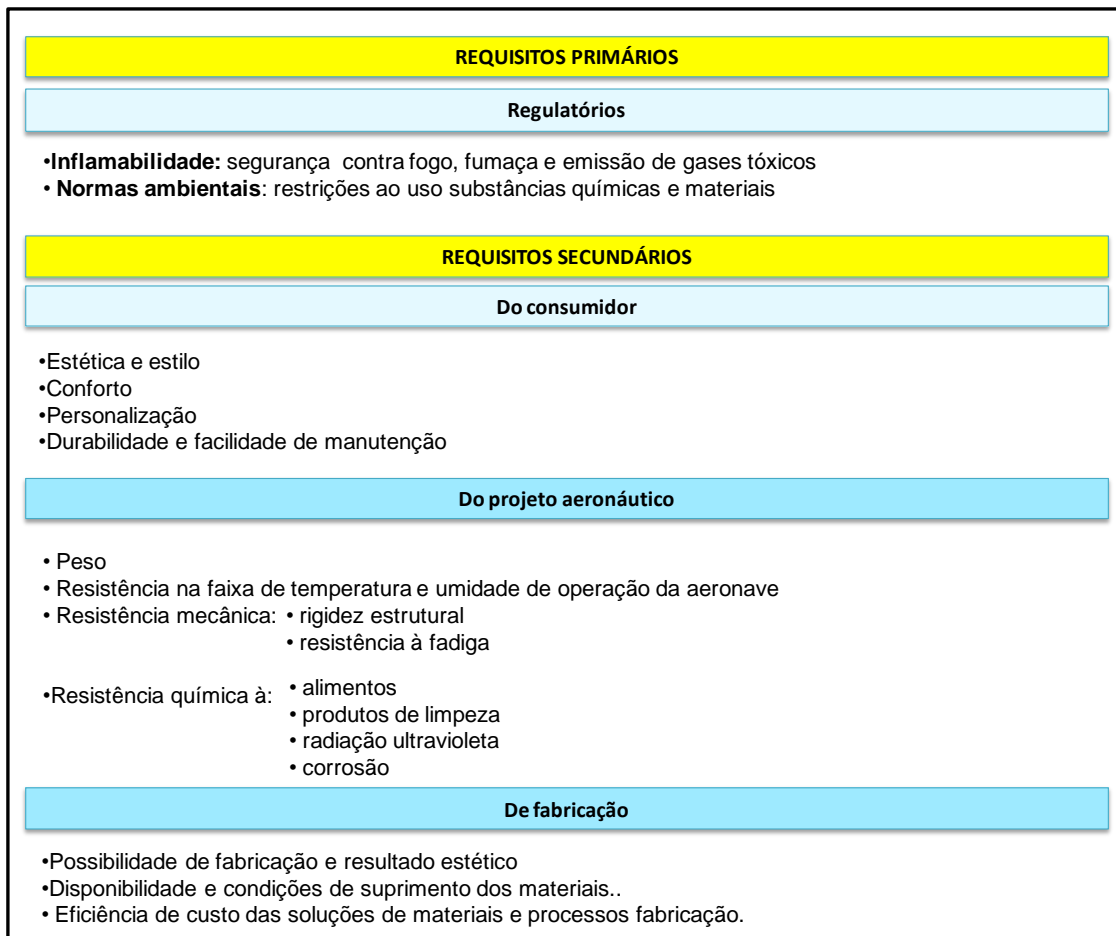 REQUISITOS PRIMÁRIOS
Regulatórios
•Inflamabilidade: segurança contra fogo, fumaça e emissão de gases tóxicos
• Normas ambientais: restrições ao uso substâncias químicas e materiais
REQUISITOS SECUNDÁRIOS
Do consumidor
•Estética e estilo
•Conforto
•Personalização
•Durabilidade e facilidade de manutenção
Do projeto aeronáutico
• Peso
• Resistência na faixa de temperatura e umidade de operação da aeronave
• Resistência mecânica: • rigidez estrutural
• resistência à fadiga
•Resistência química à: • alimentos
• produtos de limpeza
• radiação ultravioleta
• corrosão
De fabricação
•Possibilidade de fabricação e resultado estético
•Disponibilidade e condições de suprimento dos materiais..
• Eficiência de custo das soluções de materiais e processos fabricação.